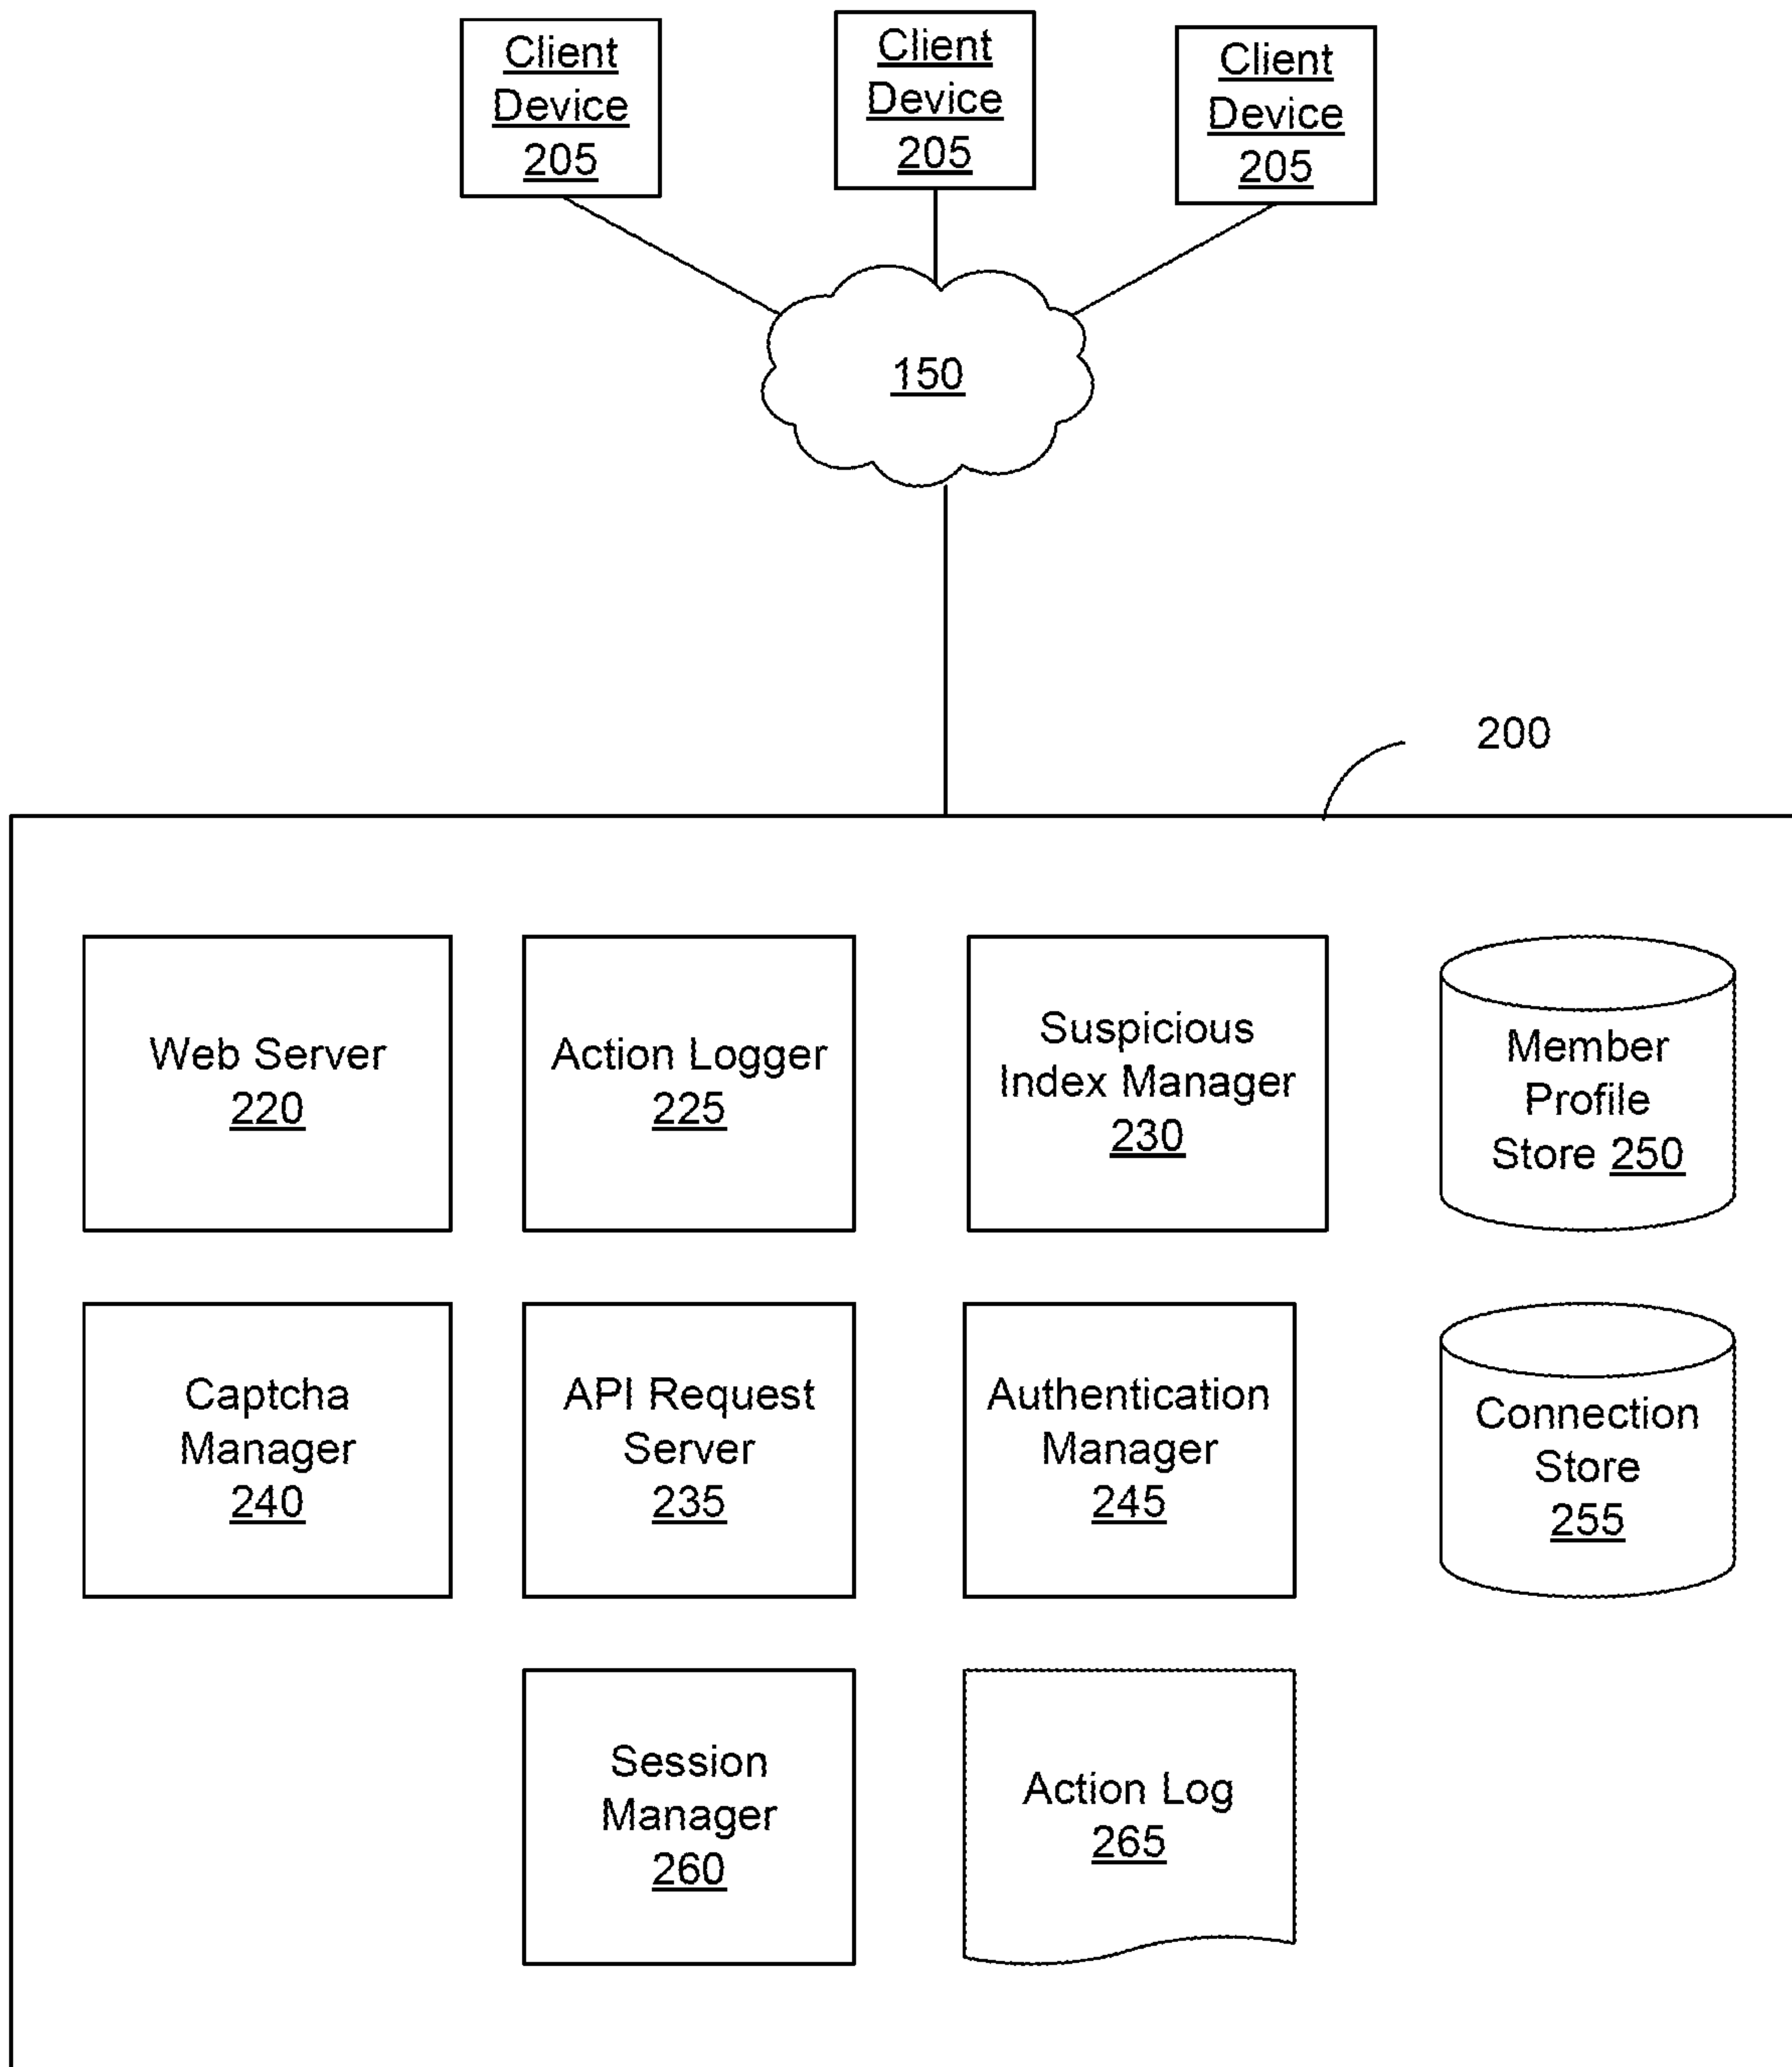 Client
Device
205
Client
Device
205
Client
Device
205
150
200
Web Server
220
Action Logger
225
Suspicious
Index Manager
230
Member
Profile
Store 250
Captcha
Manager
240
API Request
Server
235
Authentication
Manager
245
Connection
Store
255
Session
Manager
260
Action Log
265